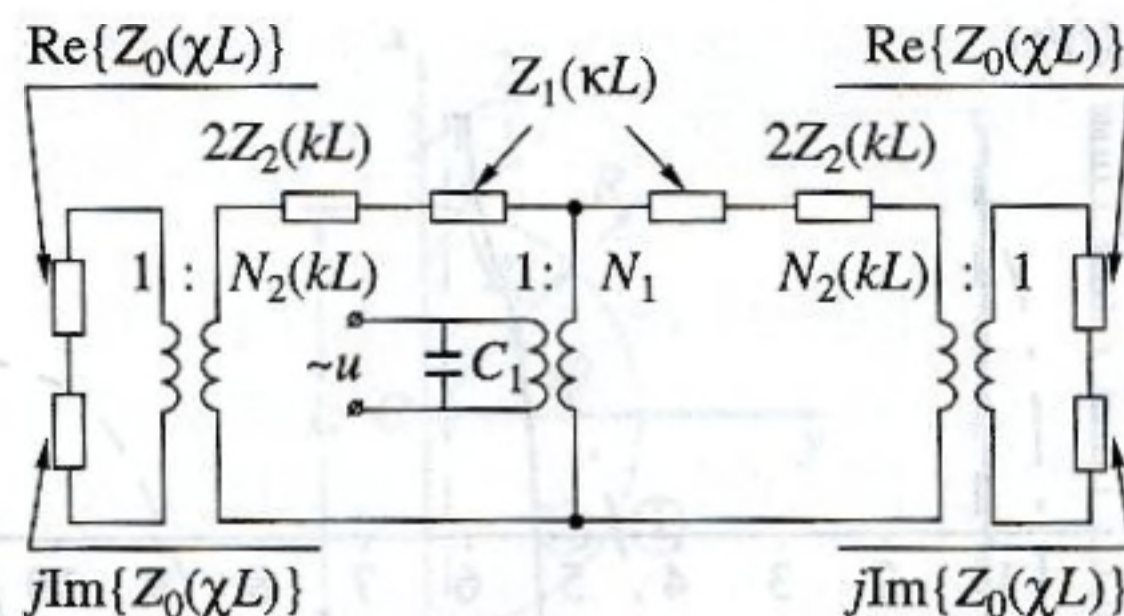 Re{Z₀(χL)}
Re{Z₀(χL)}
Z₁(κL)
2Z₂(kL)
2Z₂(kL)
1 : N₂(kL)
1: N₁
N₂(kL) : 1
~u
C₁
jIm{Z₀(χL)}
jIm{Z₀(χL)}